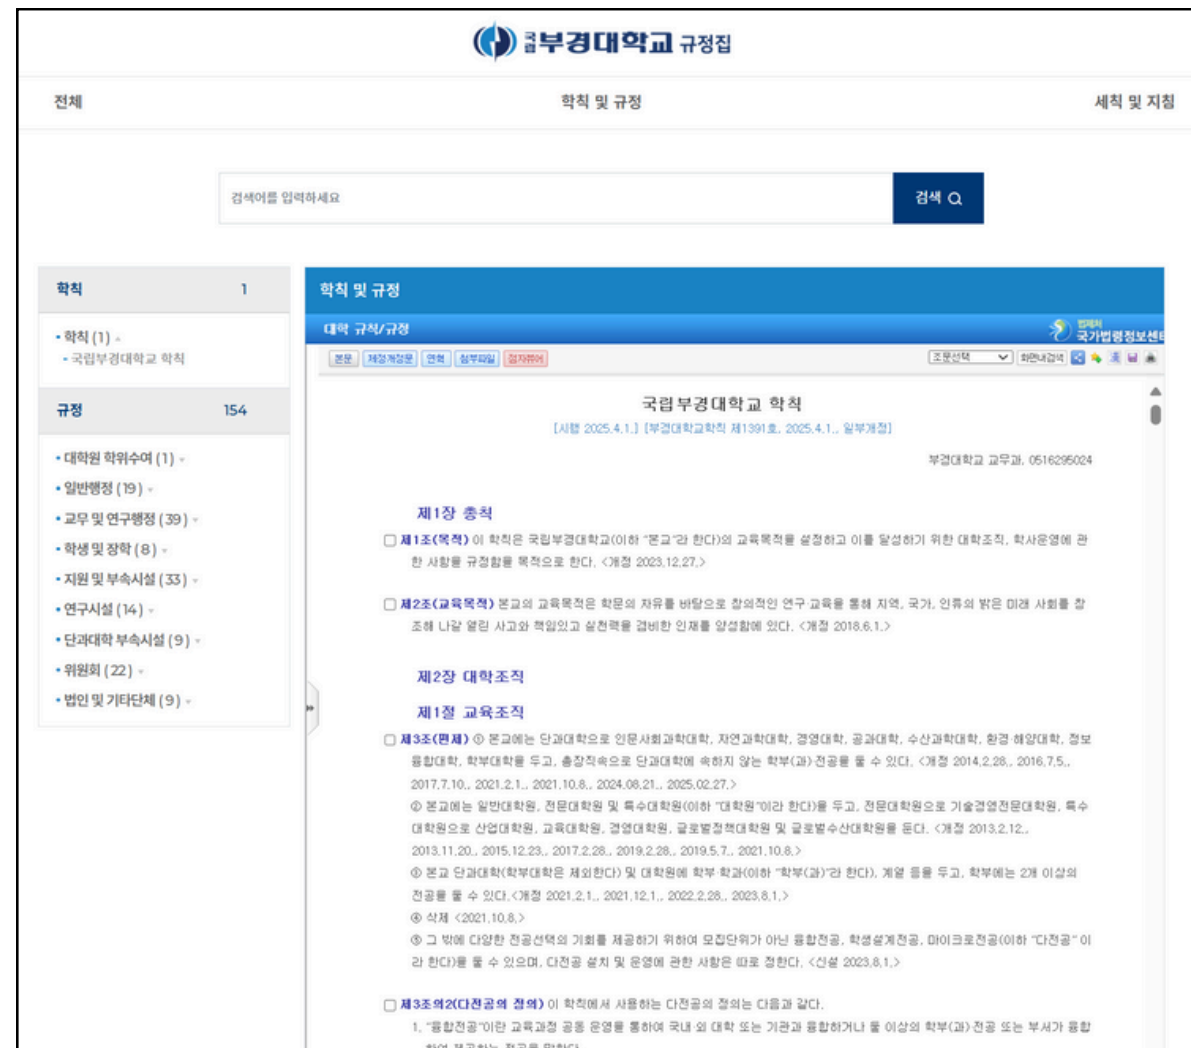 국립부경대학교 규정집
전체
학칙 및 규정
세칙 및 지침
검색어를 입력하세요
검색
학칙 1
• 학칙 (1)
- 국립부경대학교 학칙
규정 154
• 대학원 학위수여 (1)
• 일반행정 (19)
• 교무 및 연구행정 (39)
• 학생 및 장학 (8)
• 지원 및 부속시설 (33)
• 연구시설 (14)
• 단과대학 부속시설 (9)
• 위원회 (22)
• 법인 및 기타단체 (9)
학칙 및 규정
대학 규칙/규정
법제처
국가법령정보센터
본문 제정개정문 연혁 첨부파일 점자뷰어
조문선택 화면내검색
국립부경대학교 학칙
[시행 2025.4.1.] [부경대학교학칙 제1391호, 2025.4.1., 일부개정]
부경대학교 교무과, 0516295024
제1장 총칙
제1조(목적) 이 학칙은 국립부경대학교(이하 "본교"라 한다)의 교육목적을 설정하고 이를 달성하기 위한 대학조직, 학사운영에 관
한 사항을 규정함을 목적으로 한다. <개정 2023.12.27.>
제2조(교육목적) 본교의 교육목적은 학문의 자유를 바탕으로 창의적인 연구·교육을 통해 지역, 국가, 인류의 밝은 미래 사회를 창
조해 나갈 열린 사고와 책임있고 실천력을 겸비한 인재를 양성함에 있다. <개정 2018.6.1.>
제2장 대학조직
제1절 교육조직
제3조(편제) ① 본교에는 단과대학으로 인문사회과학대학, 자연과학대학, 경영대학, 공과대학, 수산과학대학, 환경·해양대학, 정보
융합대학, 학부대학을 두고, 총장직속으로 단과대학에 속하지 않는 학부(과)·전공을 둘 수 있다. <개정 2014.2.28., 2016.7.5.,
2017.7.10., 2021.2.1., 2021.10.8., 2024.08.21., 2025.02.27.>
② 본교에는 일반대학원, 전문대학원 및 특수대학원(이하 "대학원"이라 한다)을 두고, 전문대학원으로 기술경영전문대학원, 특수
대학원으로 산업대학원, 교육대학원, 경영대학원, 글로벌정책대학원 및 글로벌수산대학원을 둔다. <개정 2013.2.12.,
2013.11.20., 2015.12.23., 2017.2.28., 2019.2.28., 2019.5.7., 2021.10.8.>
③ 본교 단과대학(학부대학은 제외한다) 및 대학원에 학부·학과(이하 "학부(과)"라 한다), 계열 등을 두고, 학부에는 2개 이상의
전공을 둘 수 있다.<개정 2021.2.1., 2021.12.1., 2022.2.28., 2023.8.1.>
④ 삭제 <2021.10.8.>
⑤ 그 밖에 다양한 전공선택의 기회를 제공하기 위하여 모집단위가 아닌 융합전공, 학생설계전공, 마이크로전공(이하 "다전공" 이
라 한다)을 둘 수 있으며, 다전공 설치 및 운영에 관한 사항은 따로 정한다. <신설 2023.8.1.>
제3조의2(다전공의 정의) 이 학칙에서 사용하는 다전공의 정의는 다음과 같다.
1. "융합전공"이란 교육과정 공동 운영을 통하여 국내·외 대학 또는 기관과 융합하거나 둘 이상의 학부(과)·전공 또는 부서가 융합
하여 제공하는 전공을 말한다.